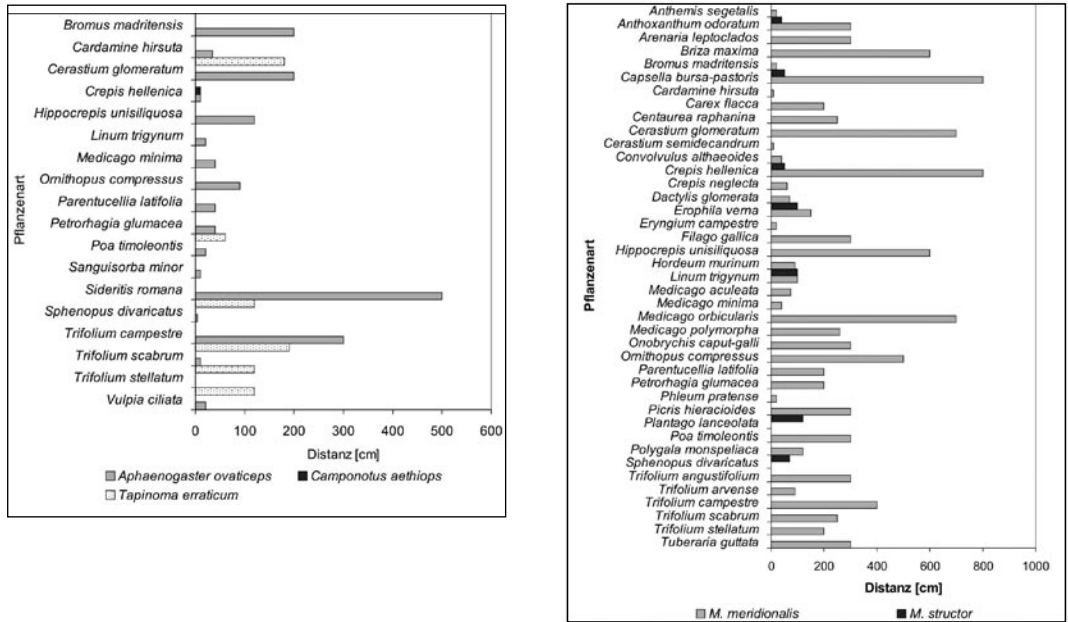 Pflanzenart
Bromus madritensis
Cardamine hirsuta
Cerastium glomeratum
Crepis hellenica
Hippocrepis unisiliquosa
Linum trigynum
Medicago minima
Ornithopus compressus
Parentucellia latifolia
Petrorhagia glumacea
Poa timoleontis
Sanguisorba minor
Sideritis romana
Sphenopus divaricatus
Trifolium campestre
Trifolium scabrum
Trifolium stellatum
Vulpia ciliata
0 100 200 300 400 500 600
Distanz [cm]
Aphaenogaster ovaticeps Camponotus aethiops
Tapinoma erraticum
Pflanzenart
Anthemis segetalis
Anthoxanthum odoratum
Arenaria leptoclados
Briza maxima
Bromus madritensis
Capsella bursa-pastoris
Cardamine hirsuta
Carex flacca
Centaurea raphanina
Cerastium glomeratum
Cerastium semidecandrum
Convolvulus althaeoides
Crepis hellenica
Crepis neglecta
Dactylis glomerata
Erophila verna
Eryngium campestre
Filago gallica
Hippocrepis unisiliquosa
Hordeum murinum
Linum trigynum
Medicago aculeata
Medicago minima
Medicago orbicularis
Medicago polymorpha
Onobrychis caput-galli
Ornithopus compressus
Parentucellia latifolia
Petrorhagia glumacea
Phleum pratense
Picris hieracioides
Plantago lanceolata
Poa timoleontis
Polygala monspeliaca
Sphenopus divaricatus
Trifolium angustifolium
Trifolium arvense
Trifolium campestre
Trifolium scabrum
Trifolium stellatum
Tuberaria guttata
0 200 400 600 800 1000
Distanz [cm]
M. meridionalis M. structor